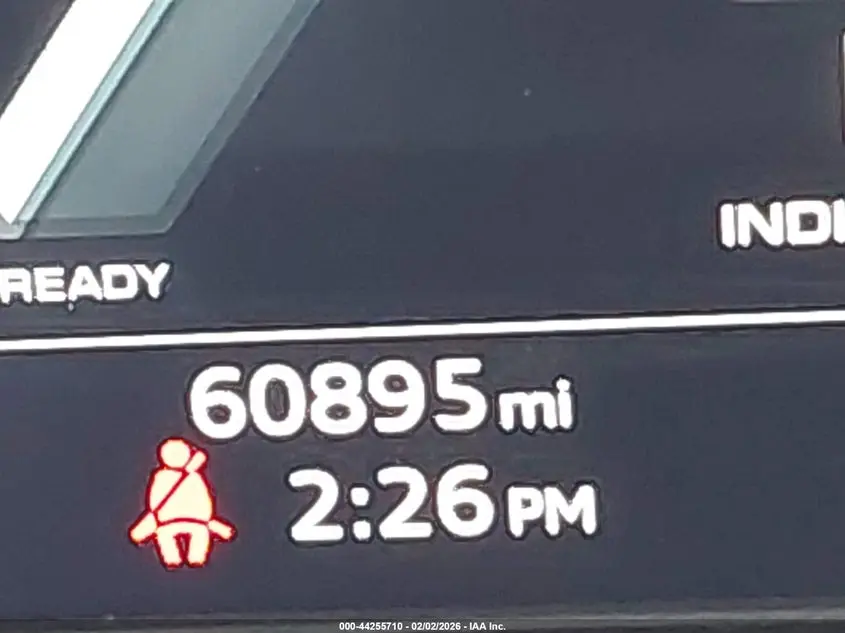 INDI
READY
60895 mi
2:26 PM
000-44255710 - 02/02/2026 - IAA Inc.